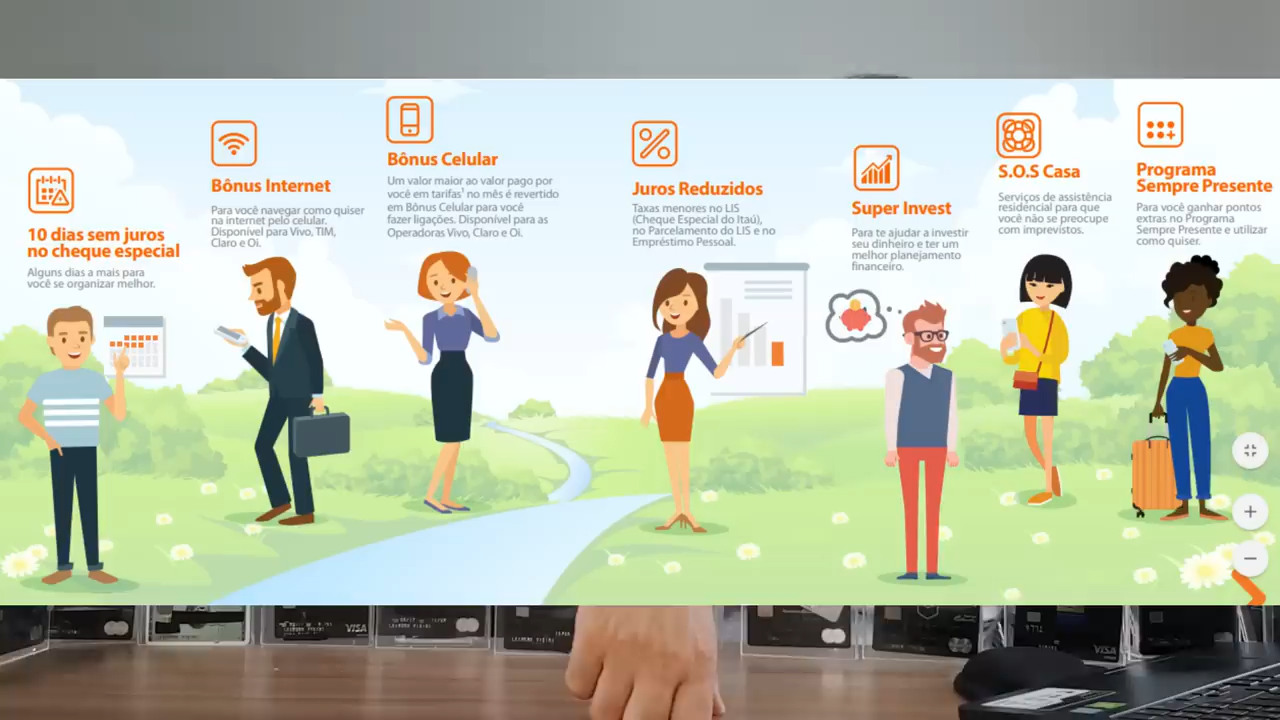 10 dias sem juros
no cheque especial
Alguns dias a mais para
você se organizar melhor.
Bônus Internet
Para você navegar como quiser
na internet pelo celular.
Disponível para Vivo, TIM,
Claro e Oi.
Bônus Celular
Um valor maior ao valor pago por
você em tarifas¹ no mês é revertido
em Bônus Celular para você
fazer ligações. Disponível para as
Operadoras Vivo, Claro e Oi.
Juros Reduzidos
Taxas menores no LIS
(Cheque Especial do Itaú),
no Parcelamento do LIS e no
Empréstimo Pessoal.
Super Invest
Para te ajudar a investir
seu dinheiro e ter um
melhor planejamento
financeiro.
S.O.S Casa
Serviços de assistência
residencial para que
você não se preocupe
com imprevistos.
Programa
Sempre Presente
Para você ganhar pontos
extras no Programa
Sempre Presente e utilizar
como quiser.
VISA
VISA